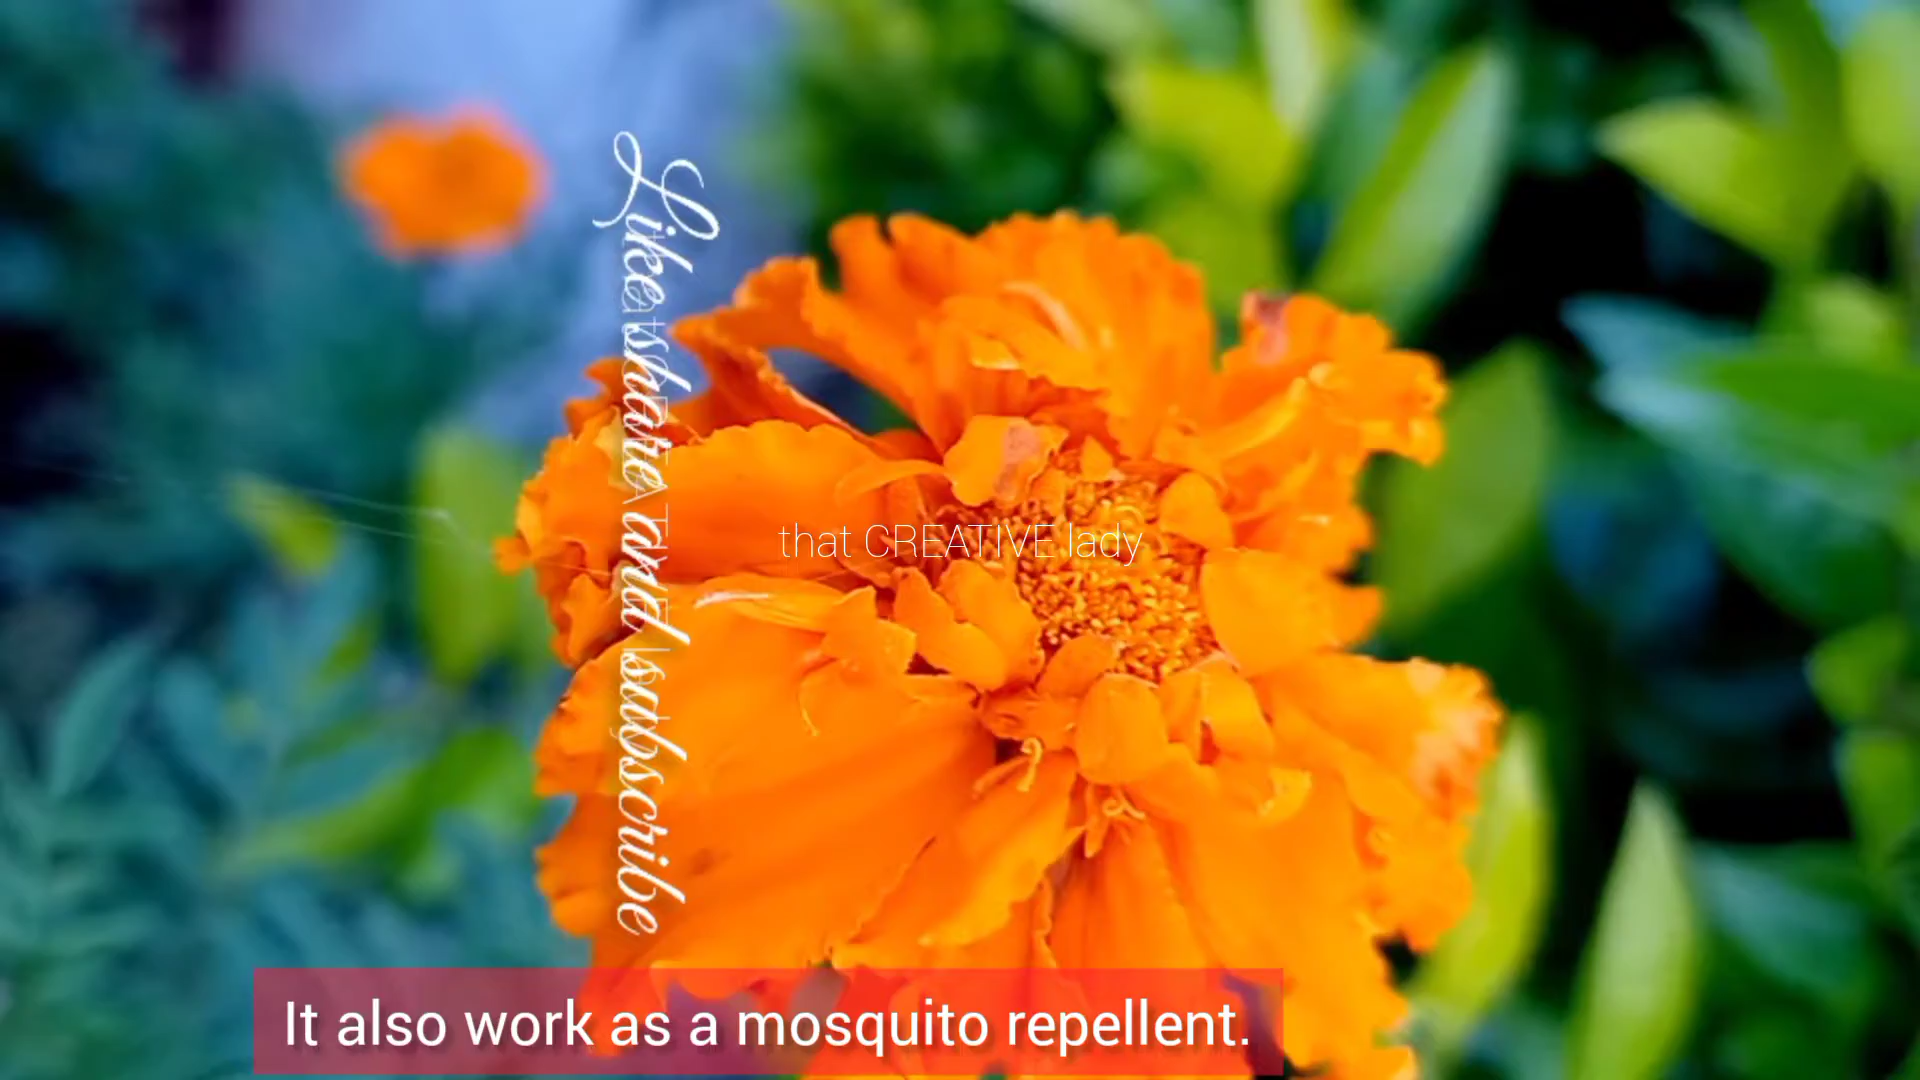 Like share and subscribe
that CREATIVE lady
It also work as a mosquito repellent.